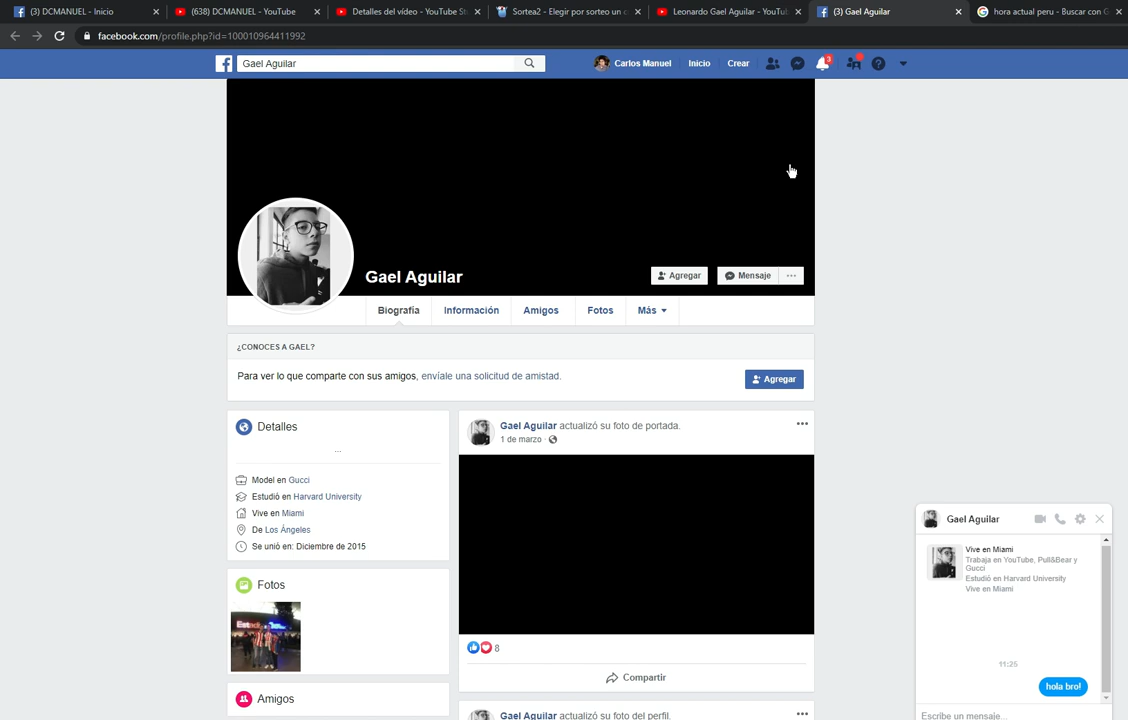 (3) DCMANUEL - Inicio
(638) DCMANUEL - YouTube
Detalles del vídeo - YouTube St
Sortea2 - Elegir por sorteo un c
Leonardo Gael Aguilar - YouTu
(3) Gael Aguilar
hora actual peru - Buscar con G
facebook.com/profile.php?id=100010964411992
Gael Aguilar
Carlos Manuel
Inicio
Crear
3
Gael Aguilar
Agregar
Mensaje
Biografía
Información
Amigos
Fotos
Más
¿CONOCES A GAEL?
Para ver lo que comparte con sus amigos, envíale una solicitud de amistad.
Agregar
Detalles
...
Model en Gucci
Estudió en Harvard University
Vive en Miami
De Los Ángeles
Se unió en: Diciembre de 2015
Fotos
Amigos
Gael Aguilar actualizó su foto de portada.
1 de marzo ·
8
Compartir
Gael Aguilar actualizó su foto del perfil.
Gael Aguilar
Vive en Miami
Trabaja en YouTube, Pull&Bear y
Gucci
Estudió en Harvard University
Vive en Miami
11:25
hola bro!
Escribe un mensaje...